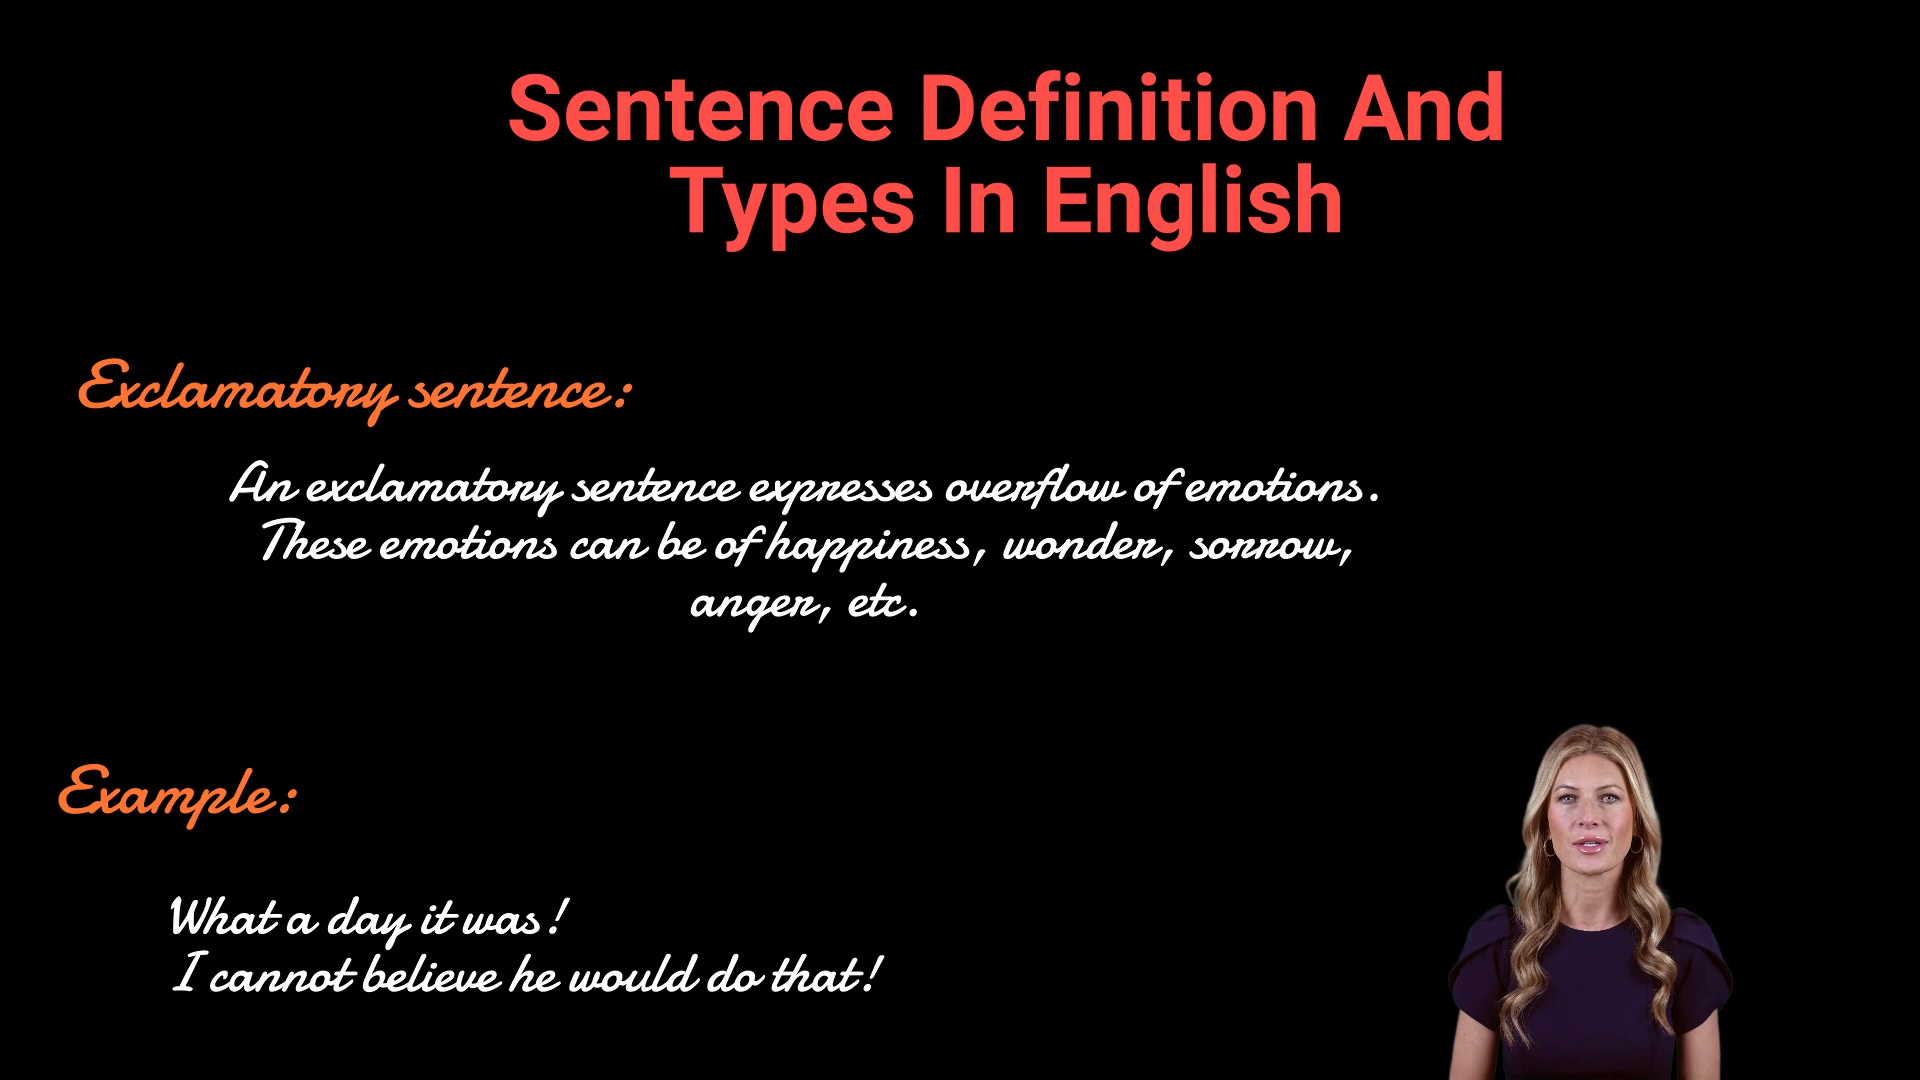 Sentence Definition And
Types In English
Exclamatory sentence:
An exclamatory sentence expresses overflow of emotions.
These emotions can be of happiness, wonder, sorrow,
anger, etc.
Example:
What a day it was!
I cannot believe he would do that!